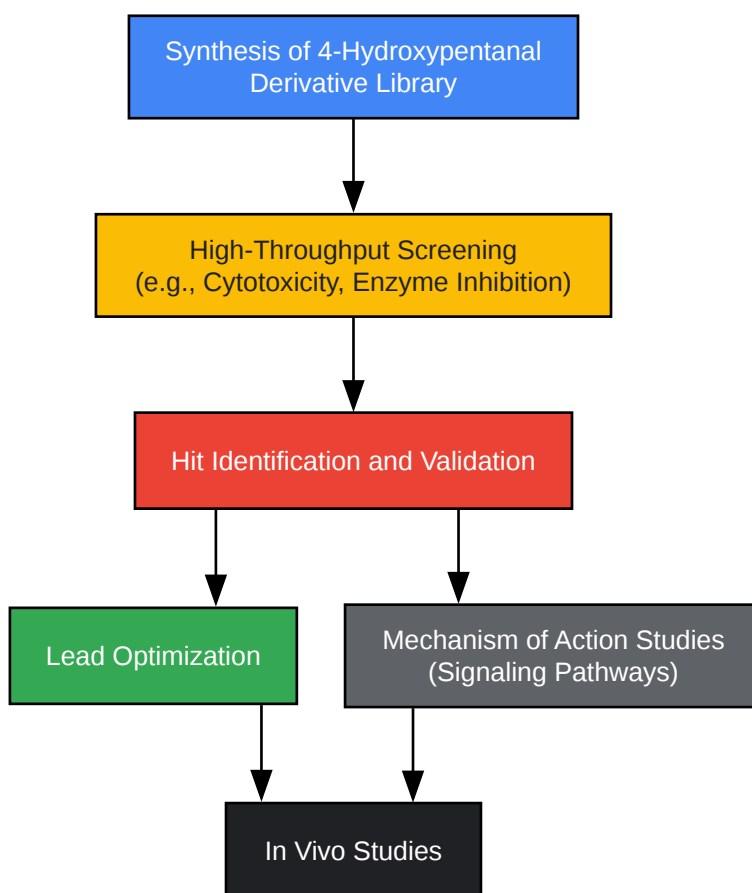 Synthesis of 4-Hydroxypentanal
Derivative Library
High-Throughput Screening
(e.g., Cytotoxicity, Enzyme Inhibition)
Hit Identification and Validation
Lead Optimization
Mechanism of Action Studies
(Signaling Pathways)
In Vivo Studies